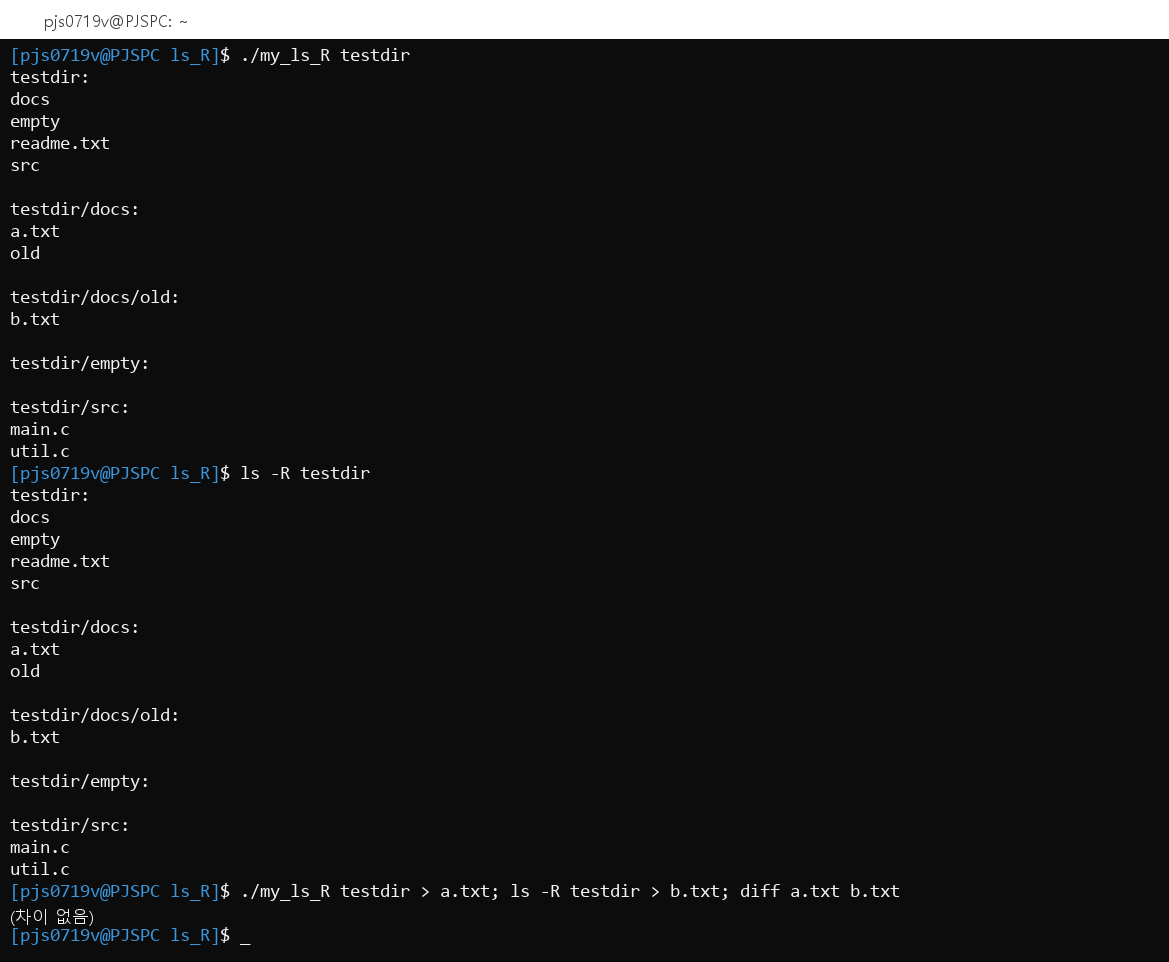 pjs0719v@PJSPC: ~
[pjs0719v@PJSPC ls_R]$ ./my_ls_R testdir
testdir:
docs
empty
readme.txt
src
testdir/docs:
a.txt
old
testdir/docs/old:
b.txt
testdir/empty:
testdir/src:
main.c
util.c
[pjs0719v@PJSPC ls_R]$ ls -R testdir
testdir:
docs
empty
readme.txt
src
testdir/docs:
a.txt
old
testdir/docs/old:
b.txt
testdir/empty:
testdir/src:
main.c
util.c
[pjs0719v@PJSPC ls_R]$ ./my_ls_R testdir > a.txt; ls -R testdir > b.txt; diff a.txt b.txt
(차이 없음)
[pjs0719v@PJSPC ls_R]$ _